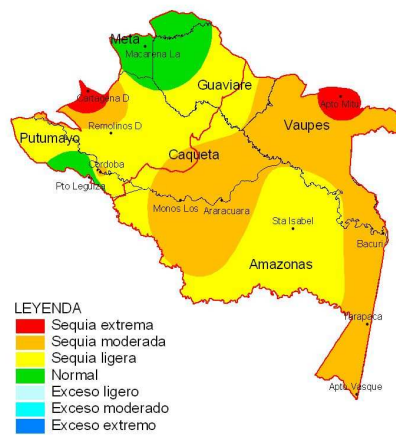 Meta
Macarena La
Guaviare
Cartagena D
Apto Mitu
Remolinos D
Vaupes
Putumayo
Caqueta
Cordoba
Pto Leguiza
Monos Los
Araracuara
Sta Isabel
Bacuri
Amazonas
Tarapaca
Apto Vasque
LEYENDA
Sequia extrema
Sequia moderada
Sequia ligera
Normal
Exceso ligero
Exceso moderado
Exceso extremo